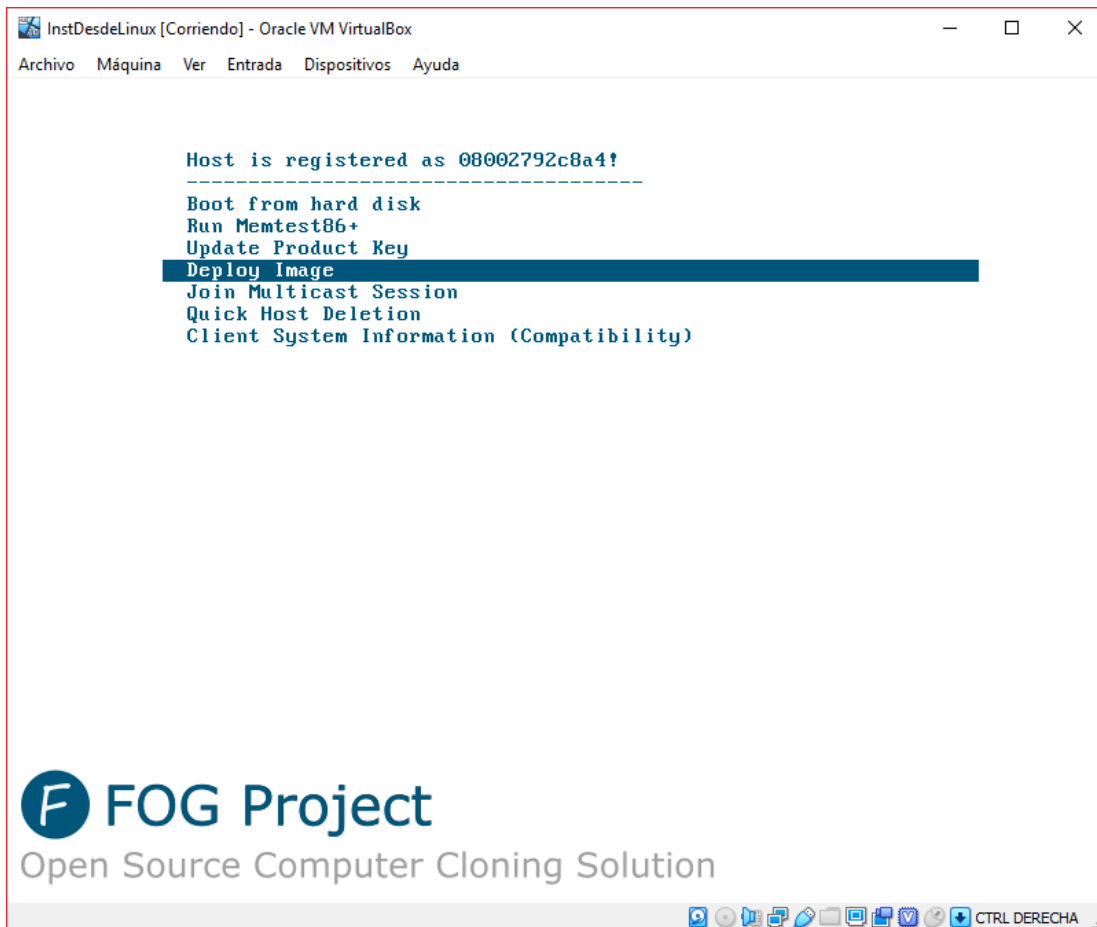 InstDesdeLinux [Corriendo] - Oracle VM VirtualBox
Archivo Máquina Ver Entrada Dispositivos Ayuda
Host is registered as 08002792c8a4!
-------------------------------------
Boot from hard disk
Run Memtest86+
Update Product Key
Deploy Image
Join Multicast Session
Quick Host Deletion
Client System Information (Compatibility)
F FOG Project
Open Source Computer Cloning Solution
CTRL DERECHA